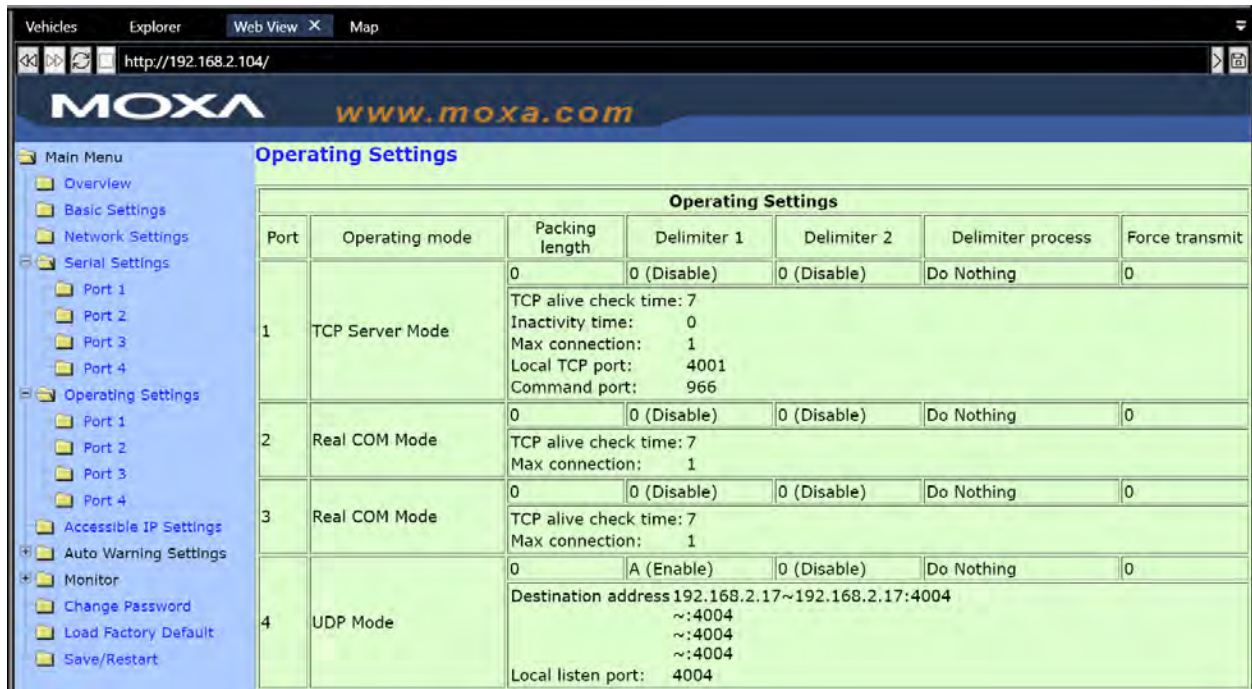 Vehicles Explorer Web View × Map
http://192.168.2.104/
MOXA www.moxa.com
Main Menu
Overview
Basic Settings
Network Settings
Serial Settings
Port 1
Port 2
Port 3
Port 4
Operating Settings
Port 1
Port 2
Port 3
Port 4
Accessible IP Settings
Auto Warning Settings
Monitor
Change Password
Load Factory Default
Save/Restart
Operating Settings
Operating Settings
Port Operating mode Packing length Delimiter 1 Delimiter 2 Delimiter process Force transmit
1 TCP Server Mode
0 0 (Disable) 0 (Disable) Do Nothing 0
TCP alive check time: 7
Inactivity time: 0
Max connection: 1
Local TCP port: 4001
Command port: 966
2 Real COM Mode
0 0 (Disable) 0 (Disable) Do Nothing 0
TCP alive check time: 7
Max connection: 1
3 Real COM Mode
0 0 (Disable) 0 (Disable) Do Nothing 0
TCP alive check time: 7
Max connection: 1
4 UDP Mode
0 A (Enable) 0 (Disable) Do Nothing 0
Destination address 192.168.2.17~192.168.2.17:4004
~:4004
~:4004
~:4004
Local listen port: 4004